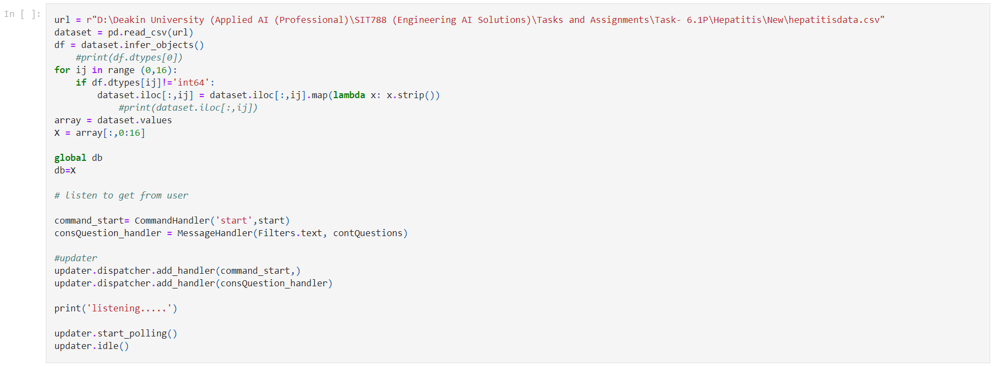 In [ ]:
url = r"D:\Deakin University (Applied AI (Professional)\SIT788 (Engineering AI Solutions)\Tasks and Assignments\Task- 6.1P\Hepatitis\New\hepatitisdata.csv"
dataset = pd.read_csv(url)
df = dataset.infer_objects()
    #print(df.dtypes[0])
for ij in range (0,16):
    if df.dtypes[ij]!='int64':
        dataset.iloc[:,ij] = dataset.iloc[:,ij].map(lambda x: x.strip())
            #print(dataset.iloc[:,ij])
array = dataset.values
X = array[:,0:16]

global db
db=X

# listen to get from user

command_start= CommandHandler('start',start)
consQuestion_handler = MessageHandler(Filters.text, contQuestions)

#updater
updater.dispatcher.add_handler(command_start,)
updater.dispatcher.add_handler(consQuestion_handler)

print('listening.....')

updater.start_polling()
updater.idle()